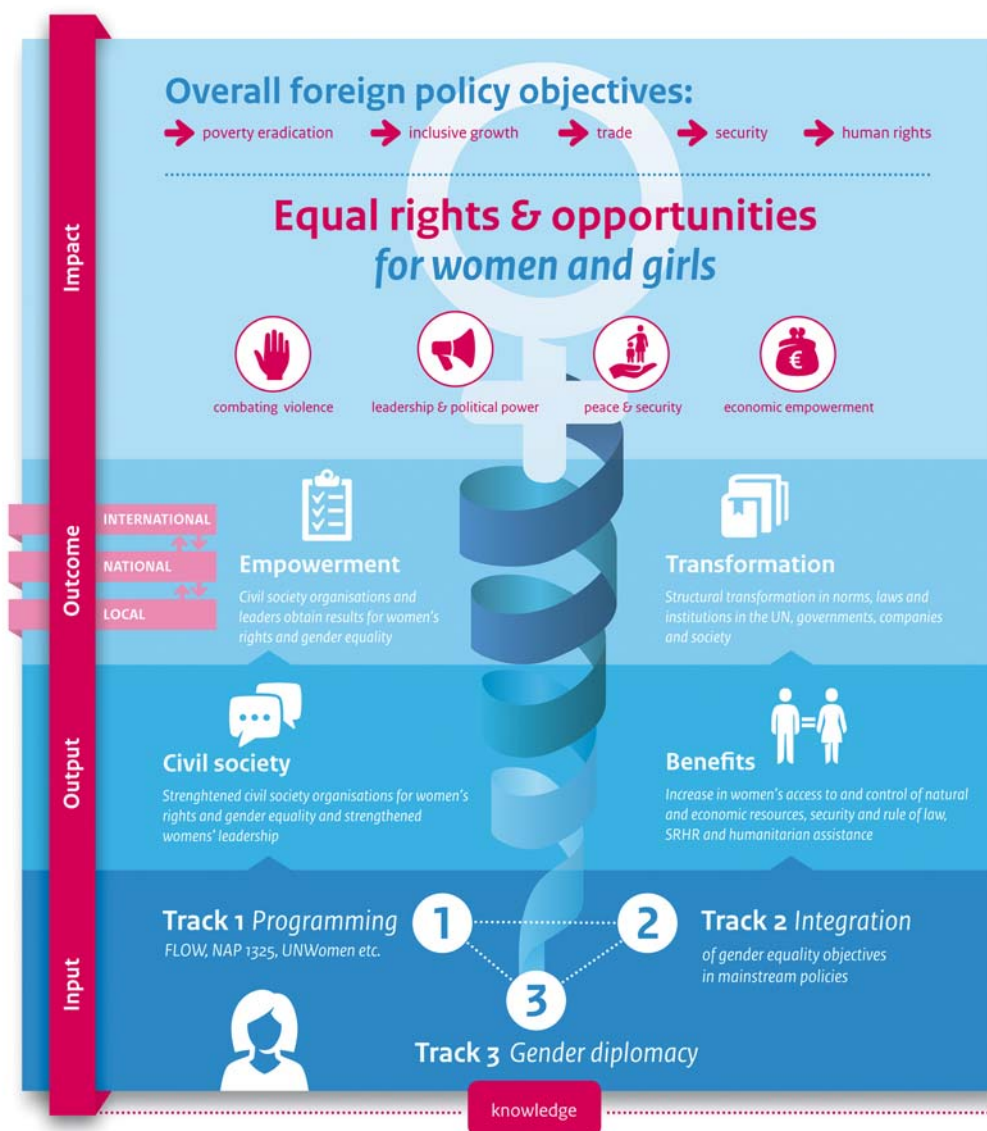 Overall foreign policy objectives:
poverty eradication
inclusive growth
trade
security
human rights
Equal rights & opportunities
for women and girls
Impact
combating violence
leadership & political power
peace & security
economic empowerment
€
Outcome
INTERNATIONAL
NATIONAL
LOCAL
Empowerment
Civil society organisations and
leaders obtain results for women's
rights and gender equality
Transformation
Structural transformation in norms, laws and
institutions in the UN, governments, companies
and society
Output
Civil society
Strenghtened civil society organisations for women's
rights and gender equality and strengthened
womens' leadership
=
Benefits
Increase in women's access to and control of natural
and economic resources, security and rule of law,
SRHR and humanitarian assistance
Input
Track 1 Programming
FLOW, NAP 1325, UNWomen etc.
1
2
3
Track 2 Integration
of gender equality objectives
in mainstream policies
Track 3 Gender diplomacy
knowledge